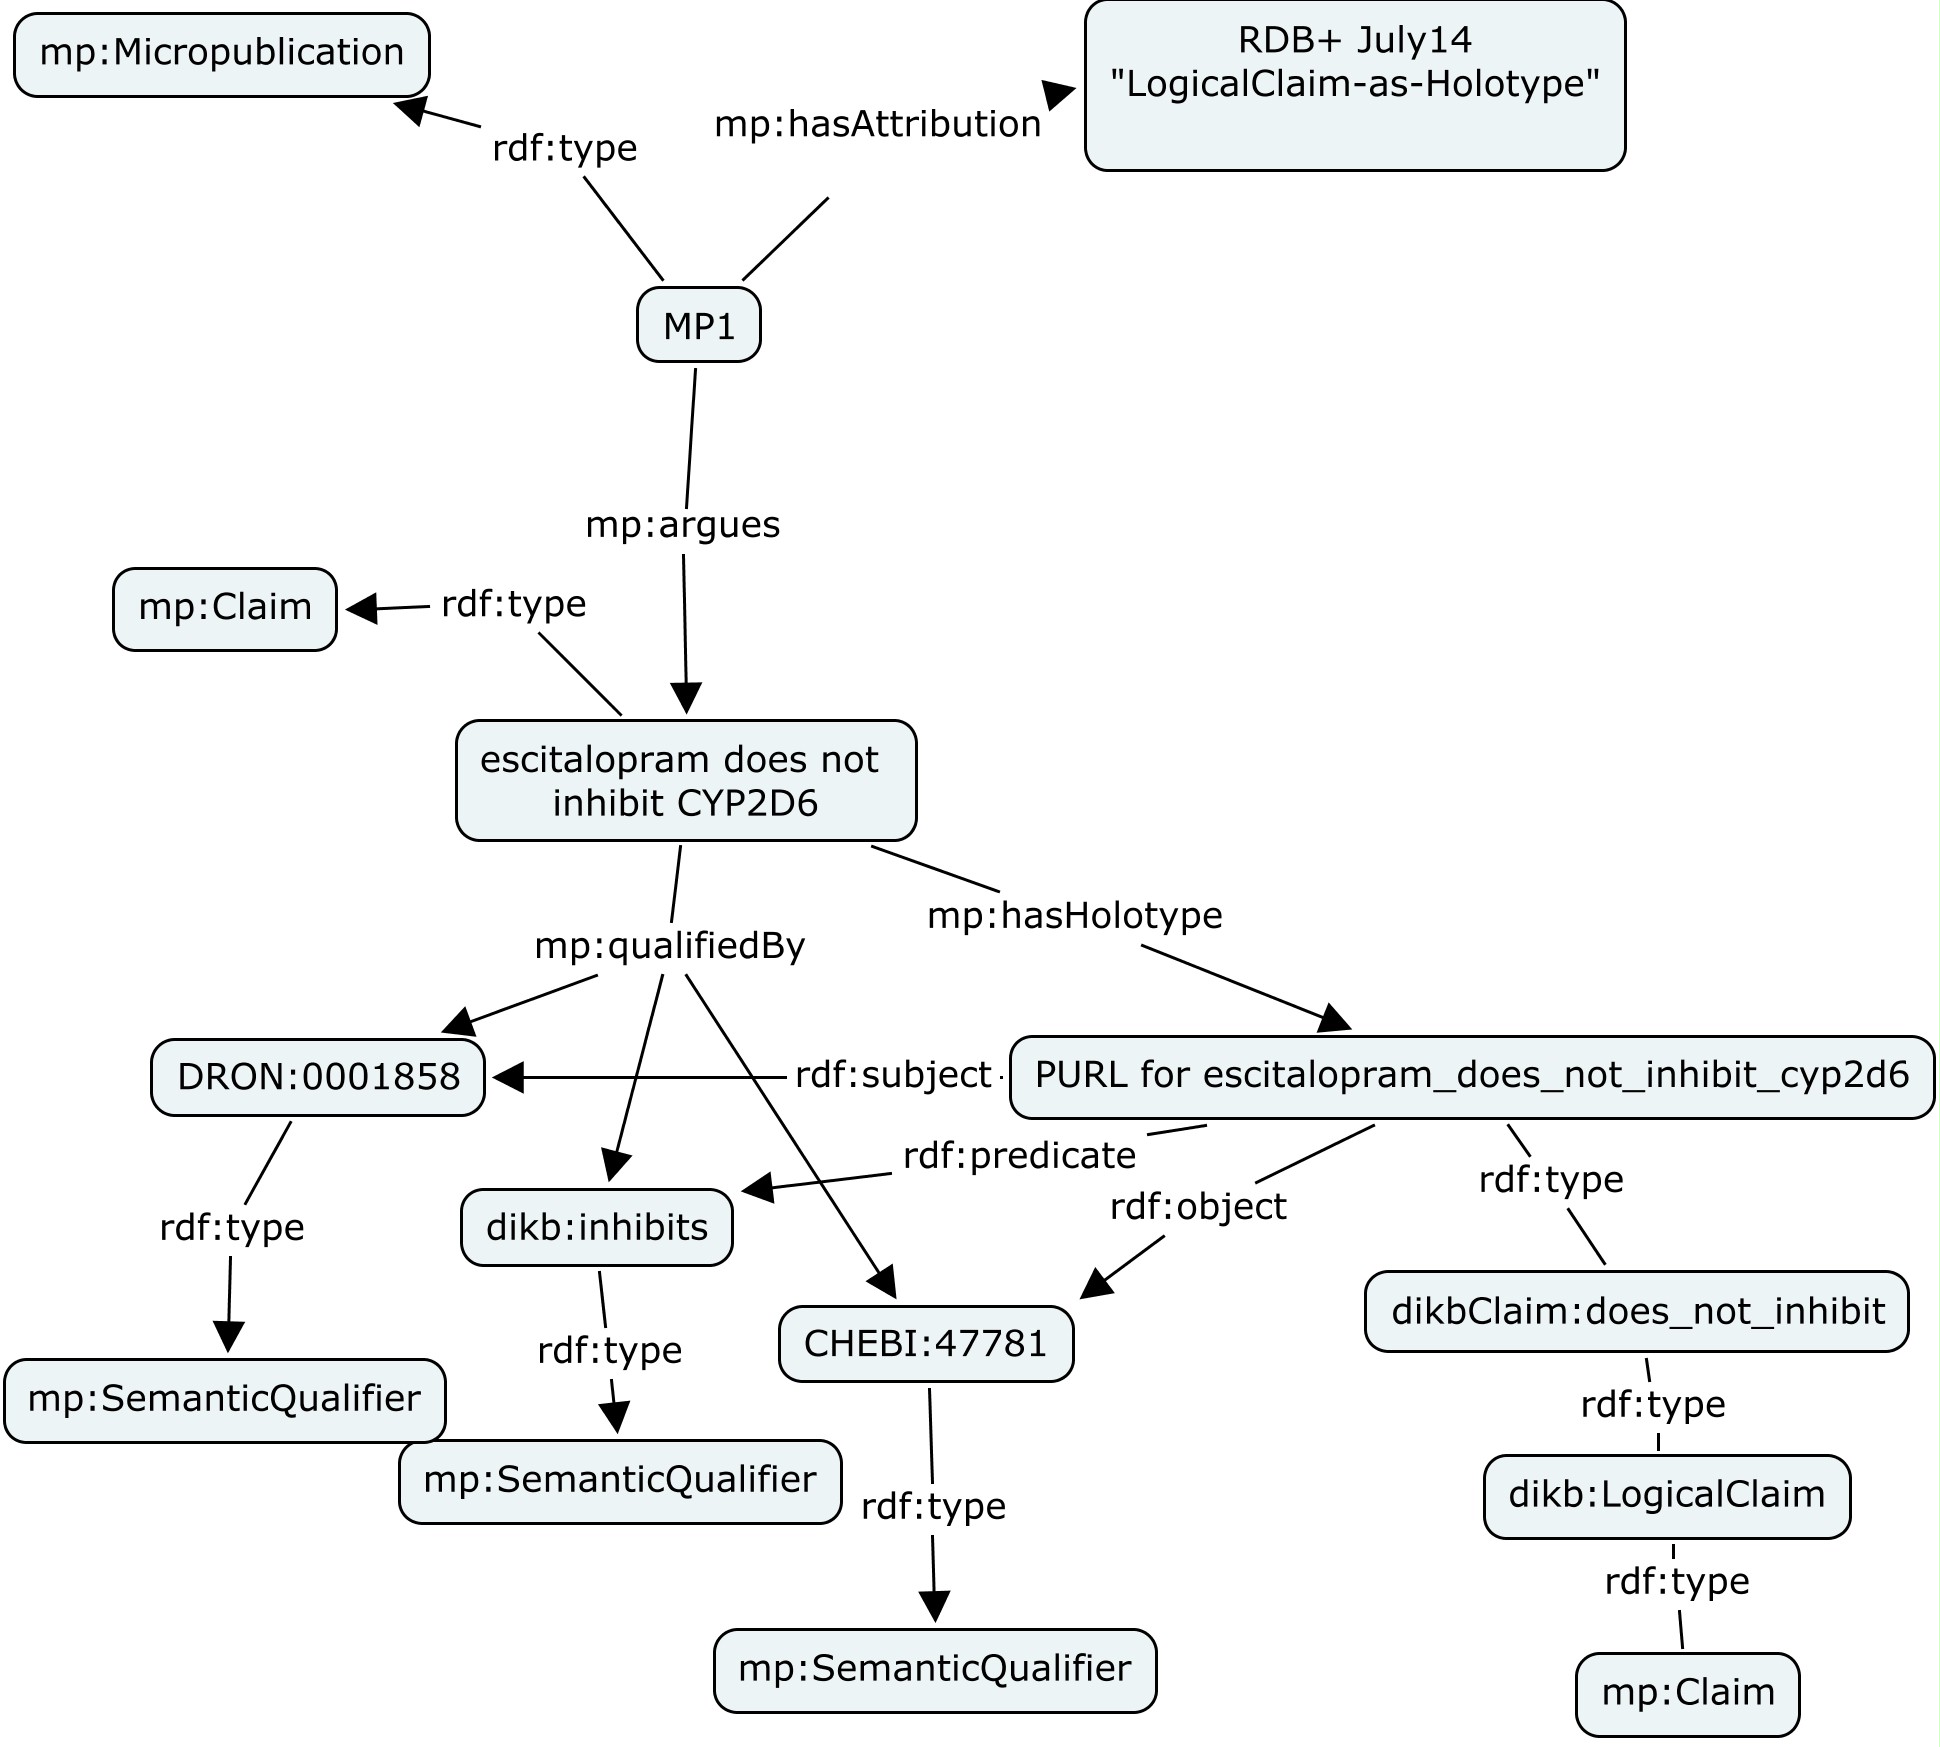 mp:Micropublication
RDB+ July14
"LogicalClaim-as-Holotype"
mp:hasAttribution
rdf:type
MP1
mp:argues
mp:Claim
rdf:type
escitalopram does not
inhibit CYP2D6
mp:hasHolotype
mp:qualifiedBy
DRON:0001858
rdf:subject
PURL for escitalopram_does_not_inhibit_cyp2d6
rdf:predicate
rdf:type
rdf:object
rdf:type
dikb:inhibits
dikbClaim:does_not_inhibit
CHEBI:47781
rdf:type
mp:SemanticQualifier
rdf:type
mp:SemanticQualifier
dikb:LogicalClaim
rdf:type
rdf:type
mp:SemanticQualifier
mp:Claim